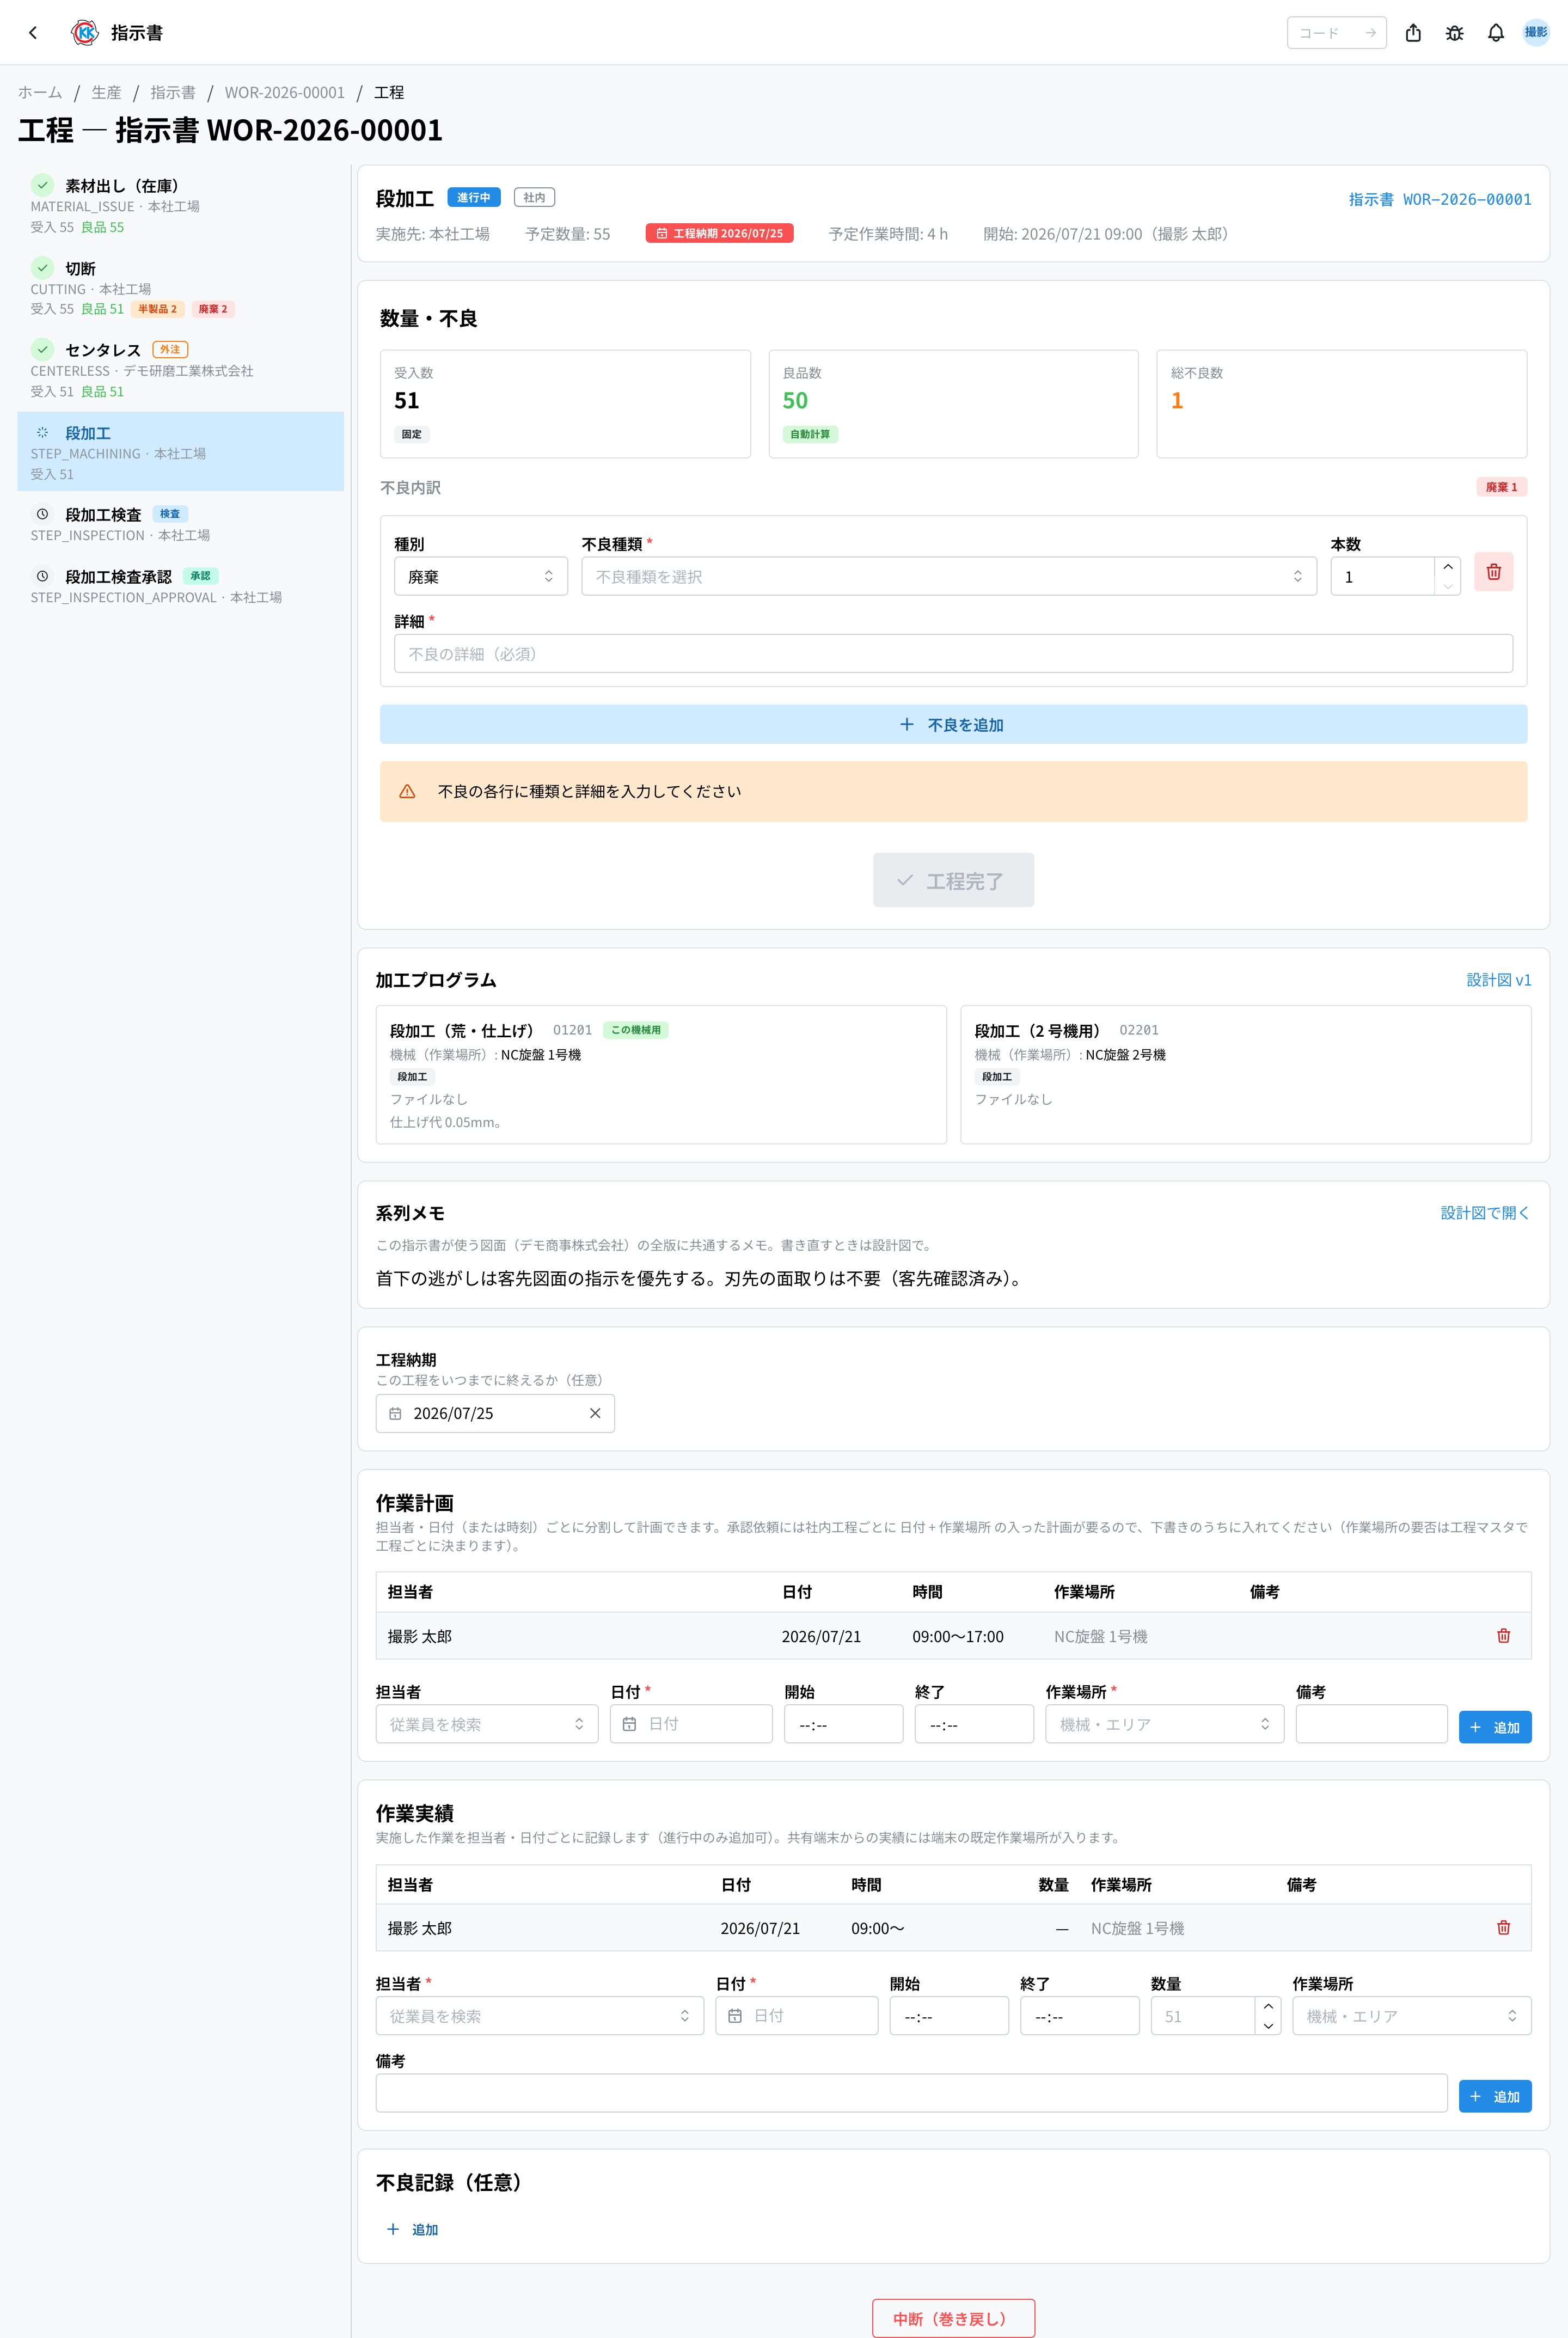 KK 指示書
コード
撮影
ホーム / 生産 / 指示書 / WOR-2026-00001 / 工程
工程 — 指示書 WOR-2026-00001
素材出し（在庫）
MATERIAL_ISSUE · 本社工場
受入 55 良品 55
切断
CUTTING · 本社工場
受入 55 良品 51 半製品 2 廃棄 2
センタレス 外注
CENTERLESS · デモ研磨工業株式会社
受入 51 良品 51
段加工
STEP_MACHINING · 本社工場
受入 51
段加工検査 検査
STEP_INSPECTION · 本社工場
段加工検査承認 承認
STEP_INSPECTION_APPROVAL · 本社工場
段加工 進行中 社内
指示書 WOR-2026-00001
実施先: 本社工場 予定数量: 55 工程納期 2026/07/25 予定作業時間: 4 h 開始: 2026/07/21 09:00（撮影 太郎）
数量・不良
受入数
51
固定
良品数
50
自動計算
総不良数
1
不良内訳
廃棄 1
種別 不良種類 * 本数
廃棄 不良種類を選択 1
詳細 *
不良の詳細（必須）
+ 不良を追加
不良の各行に種類と詳細を入力してください
工程完了
加工プログラム
設計図 v1
段加工（荒・仕上げ） O1201 この機械用
機械（作業場所）: NC旋盤 1号機
段加工
ファイルなし
仕上げ代 0.05mm。
段加工（2 号機用） O2201
機械（作業場所）: NC旋盤 2号機
段加工
ファイルなし
系列メモ
設計図で開く
この指示書が使う図面（デモ商事株式会社）の全版に共通するメモ。書き直すときは設計図で。
首下の逃がしは客先図面の指示を優先する。刃先の面取りは不要（客先確認済み）。
工程納期
この工程をいつまでに終えるか（任意）
2026/07/25
作業計画
担当者・日付（または時刻）ごとに分割して計画できます。承認依頼には社内工程ごとに 日付 + 作業場所 の入った計画が要るので、下書きのうちに入れてください（作業場所の要否は工程マスタで
工程ごとに決まります）。
担当者 日付 時間 作業場所 備考
撮影 太郎 2026/07/21 09:00〜17:00 NC旋盤 1号機
担当者 日付 * 開始 終了 作業場所 * 備考
従業員を検索 日付 --:-- --:-- 機械・エリア + 追加
作業実績
実施した作業を担当者・日付ごとに記録します（進行中のみ追加可）。共有端末からの実績には端末の既定作業場所が入ります。
担当者 日付 時間 数量 作業場所 備考
撮影 太郎 2026/07/21 09:00〜 — NC旋盤 1号機
担当者 * 日付 * 開始 終了 数量 作業場所
従業員を検索 日付 --:-- --:-- 51 機械・エリア
備考
+ 追加
不良記録（任意）
+ 追加
中断（巻き戻し）